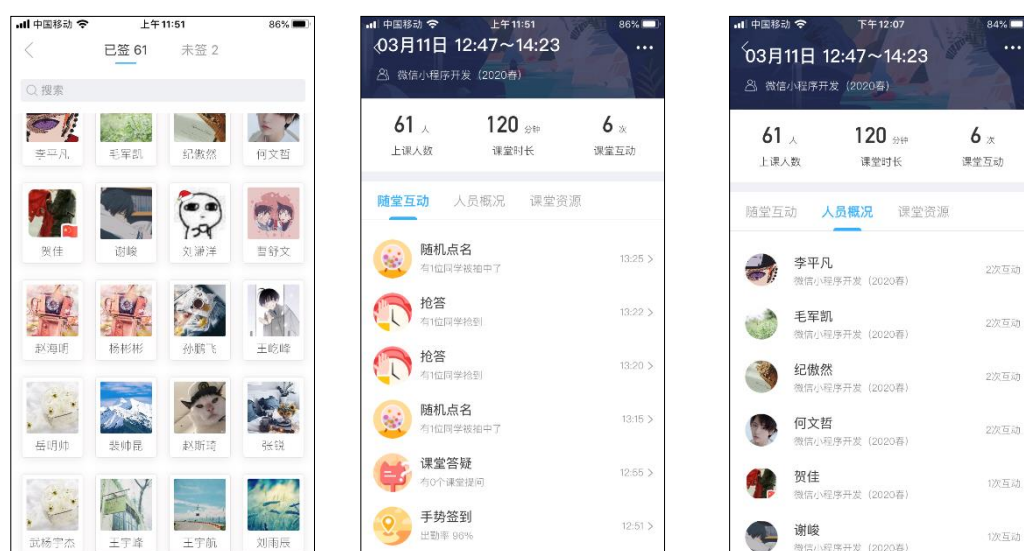 中国移动
上午11:51
86%
已签 61
未签 2
搜索
李平凡
毛军凯
纪傲然
何文哲
贺佳
谢峻
刘潇洋
曹舒文
赵海明
杨彬彬
孙鹏飞
王屹峰
岳明帅
裴帅昆
赵斯琦
张锐
武杨宇杰
王宇峰
王宇航
刘雨辰
中国移动
上午11:51
86%
03月11日 12:47～14:23
微信小程序开发（2020春）
61 人
120 分钟
6 次
上课人数
课堂时长
课堂互动
随堂互动
人员概况
课堂资源
随机点名
有1位同学被抽中了
13:25
抢答
有1位同学抢到
13:22
抢答
有1位同学抢到
13:20
随机点名
有1位同学被抽中了
13:15
课堂答疑
有0个课堂提问
12:55
手势签到
出勤率 96%
12:51
中国移动
下午12:07
84%
03月11日 12:47～14:23
微信小程序开发（2020春）
61 人
120 分钟
6 次
上课人数
课堂时长
课堂互动
随堂互动
人员概况
课堂资源
李平凡
微信小程序开发（2020春）
2次互动
毛军凯
微信小程序开发（2020春）
2次互动
纪傲然
微信小程序开发（2020春）
2次互动
何文哲
微信小程序开发（2020春）
2次互动
贺佳
微信小程序开发（2020春）
1次互动
谢峻
微信小程序开发（2020春）
1次互动